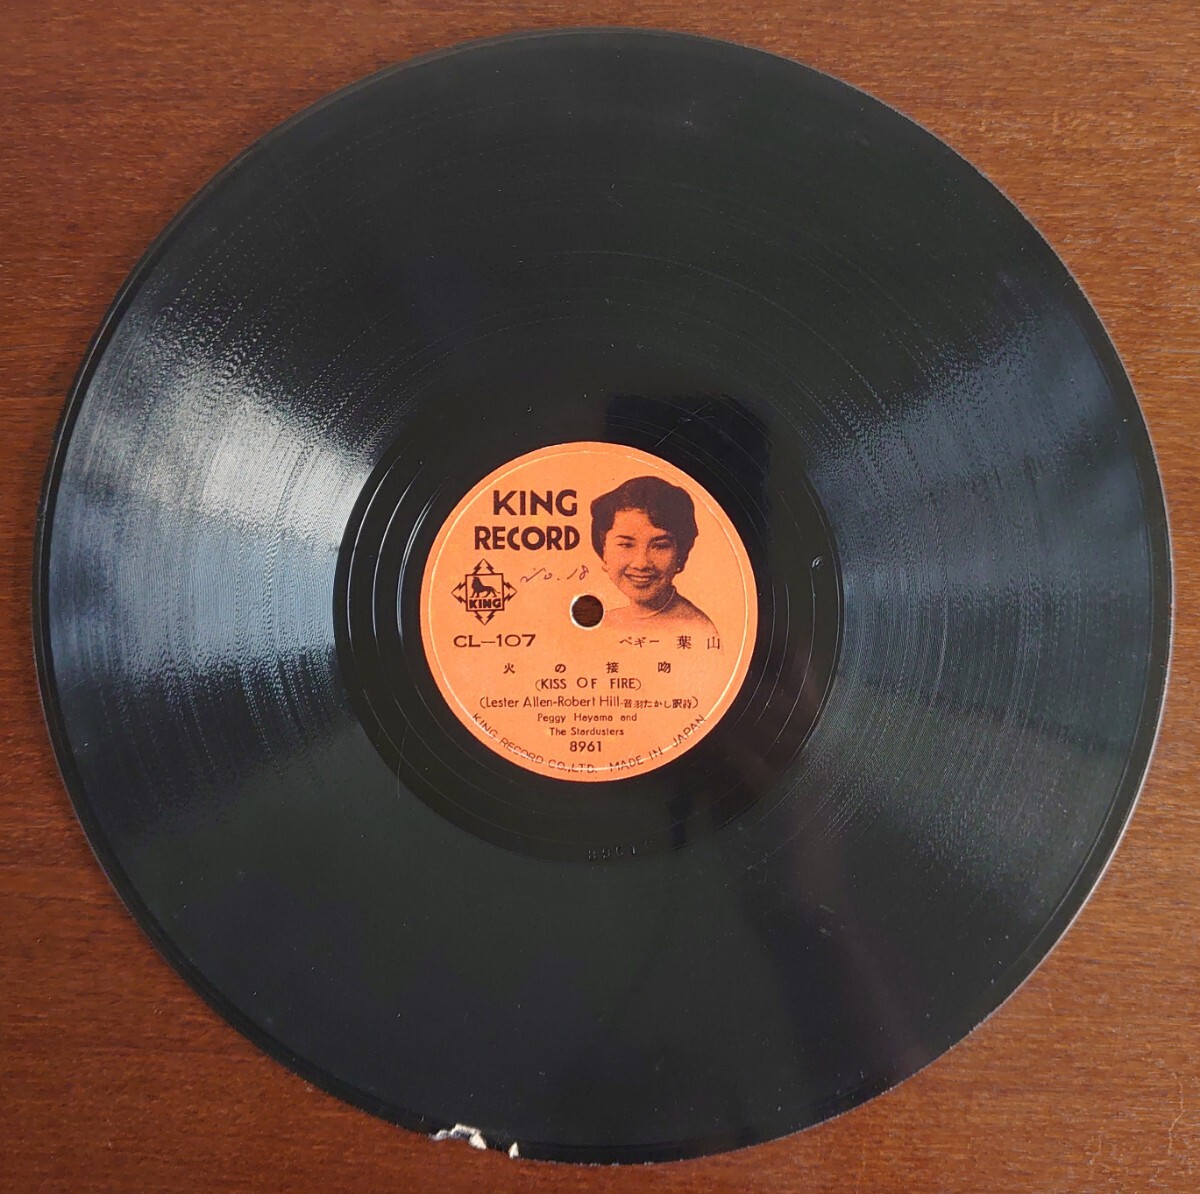 KING
RECORD
No. 18
KING
CL-107
ペギー 葉山
火の接吻
(KISS OF FIRE)
(Lester Allen-Robert Hill-音羽たかし訳詩)
Peggy Hayama and
The Stardusters
8961
KING RECORD CO.,LTD. MADE IN JAPAN
8961